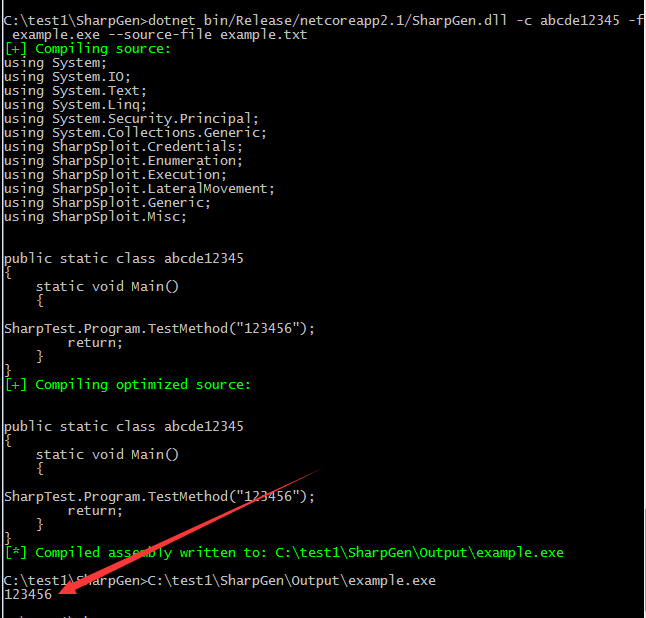 C:\test1\SharpGen>dotnet bin/Release/netcoreapp2.1/SharpGen.dll -c abcde12345 -f
 example.exe --source-file example.txt
[+] Compiling source:
using System;
using System.IO;
using System.Text;
using System.Linq;
using System.Security.Principal;
using System.Collections.Generic;
using SharpSploit.Credentials;
using SharpSploit.Enumeration;
using SharpSploit.Execution;
using SharpSploit.LateralMovement;
using SharpSploit.Generic;
using SharpSploit.Misc;
public static class abcde12345
{
    static void Main()
    {
SharpTest.Program.TestMethod("123456");
        return;
    }
}
[+] Compiling optimized source:
public static class abcde12345
{
    static void Main()
    {
SharpTest.Program.TestMethod("123456");
        return;
    }
}
[*] Compiled assembly written to: C:\test1\SharpGen\Output\example.exe
C:\test1\SharpGen>C:\test1\SharpGen\Output\example.exe
123456